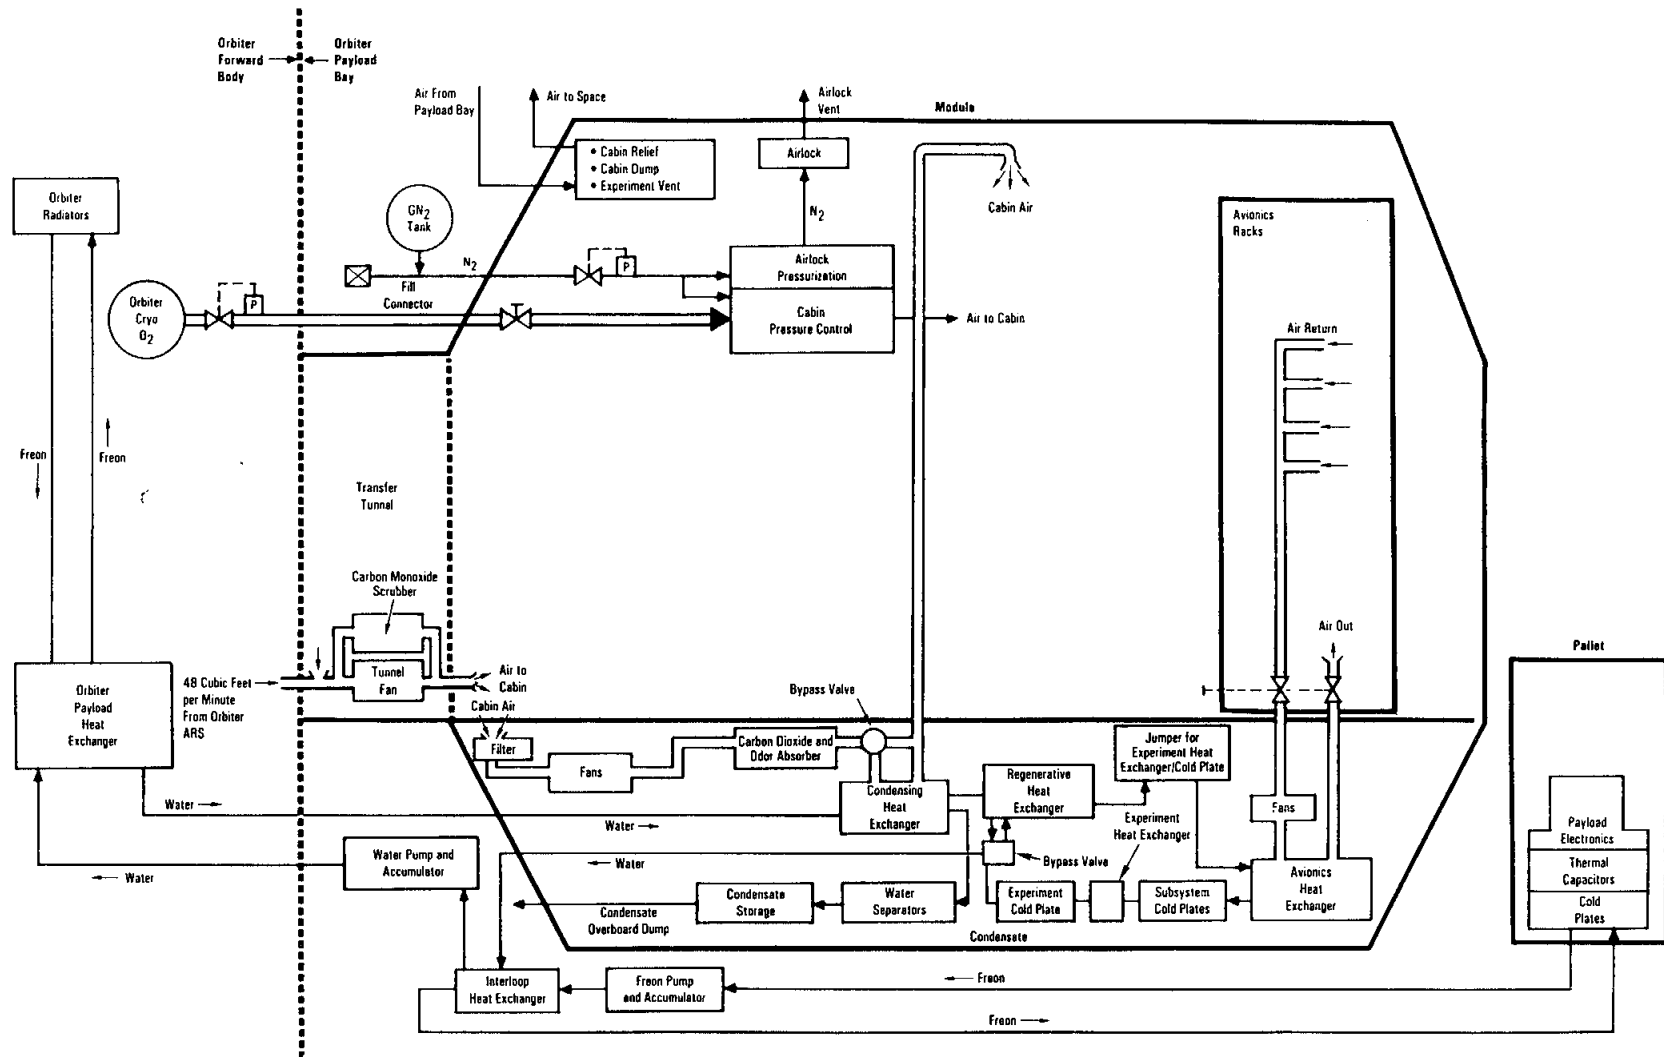 Orbiter
Forward
Body
Orbiter
Payload
Bay
Air From
Payload Bay
Air to Space
Airlock
Vent
Module
• Cabin Relief
• Cabin Dump
• Experiment Vent
Airlock
Orbiter
Radiators
GN2
Tank
N2
Cabin Air
Avionics
Racks
N2
P
Airlock
Pressurization
Fill
Connector
Orbiter
Cryo
O2
P
Cabin
Pressure Control
Air to Cabin
Air Return
Freon
Freon
Transfer
Tunnel
Carbon Monoxide
Scrubber
Air Out
Pallet
Orbiter
Payload
Heat
Exchanger
48 Cubic Feet
per Minute
From Orbiter
ARS
Tunnel
Fan
Air to
Cabin
Cabin Air
Bypass Valve
Filter
Fans
Carbon Dioxide and
Odor Absorber
Jumper for
Experiment Heat
Exchanger/Cold Plate
Condensing
Heat
Exchanger
Regenerative
Heat
Exchanger
Fans
Water
Water
Experiment
Heat Exchanger
Payload
Electronics
Thermal
Capacitors
Cold
Plates
Water Pump and
Accumulator
Water
Bypass Valve
Water
Condensate
Storage
Water
Separators
Experiment
Cold Plate
Subsystem
Cold Plates
Avionics
Heat
Exchanger
Condensate
Overboard Dump
Condensate
Interloop
Heat Exchanger
Freon Pump
and Accumulator
Freon
Freon